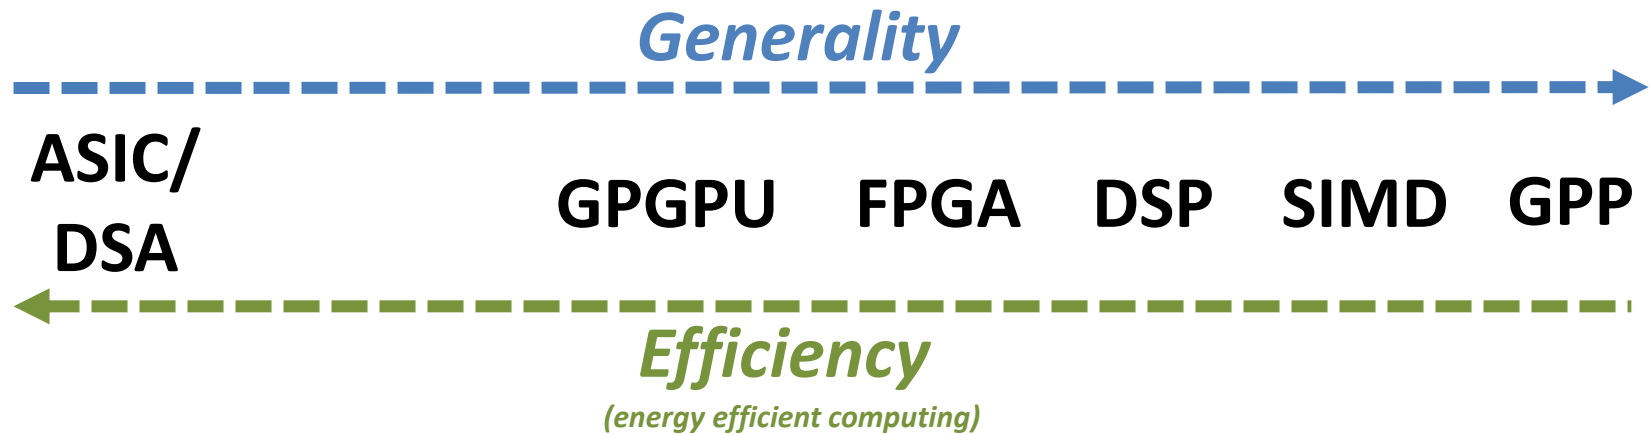 Generality
ASIC/
DSA
GPGPU FPGA DSP SIMD GPP
Efficiency
(energy efficient computing)